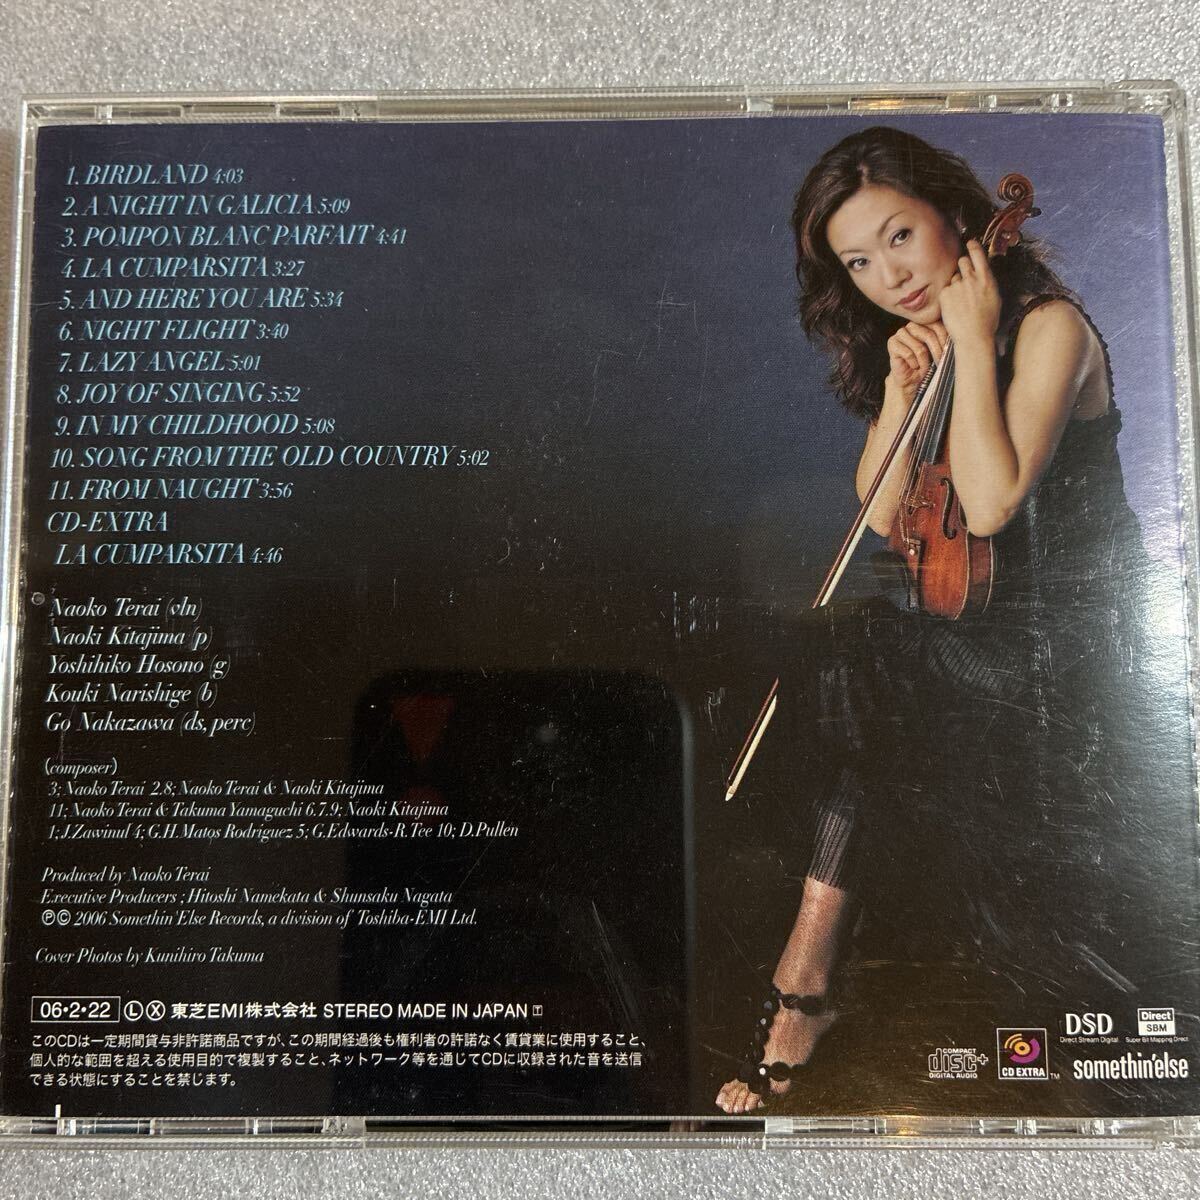 1. BIRDLAND 4:03
2. A NIGHT IN GALICIA 5:09
3. POMPON BLANC PARFAIT 4:41
4. LA CUMPARSITA 3:27
5. AND HERE YOU ARE 5:34
6. NIGHT FLIGHT 3:40
7. LAZY ANGEL 5:01
8. JOY OF SINGING 5:52
9. IN MY CHILDHOOD 5:08
10. SONG FROM THE OLD COUNTRY 5:02
11. FROM NAUGHT 3:56
CD-EXTRA
LA CUMPARSITA 4:46
Naoko Terai (vln)
Naoki Kitajima (p)
Yoshihiko Hosono (g)
Kouki Narishige (b)
Go Nakazawa (ds, perc)
(composer)
3; Naoko Terai 2.8; Naoko Terai & Naoki Kitajima
11; Naoko Terai & Takuma Yamaguchi 6.7.9; Naoki Kitajima
1; J.Zawinul 4; G.H.Matos Rodriguez 5; G.Edwards-R.Tee 10; D.Pullen
Produced by Naoko Terai
Executive Producers ; Hitoshi Namekata & Shunsaku Nagata
℗© 2006 Somethin'Else Records, a division of Toshiba-EMI Ltd.
Cover Photos by Kunihiro Takuma
06・2・22 Ⓛ Ⓧ 東芝EMI株式会社 STEREO MADE IN JAPAN 🅃
このCDは一定期間貸与非許諾商品ですが、この期間経過後も権利者の許諾なく賃貸業に使用すること、
個人的な範囲を超える使用目的で複製すること、ネットワーク等を通じてCDに収録された音を送信
できる状態にすることを禁じます。
COMPACT
disc+
DIGITAL AUDIO
CD EXTRA
TM
DSD
Direct Stream Digital
Direct
SBM
Super Bit Mapping Direct
somethin'else